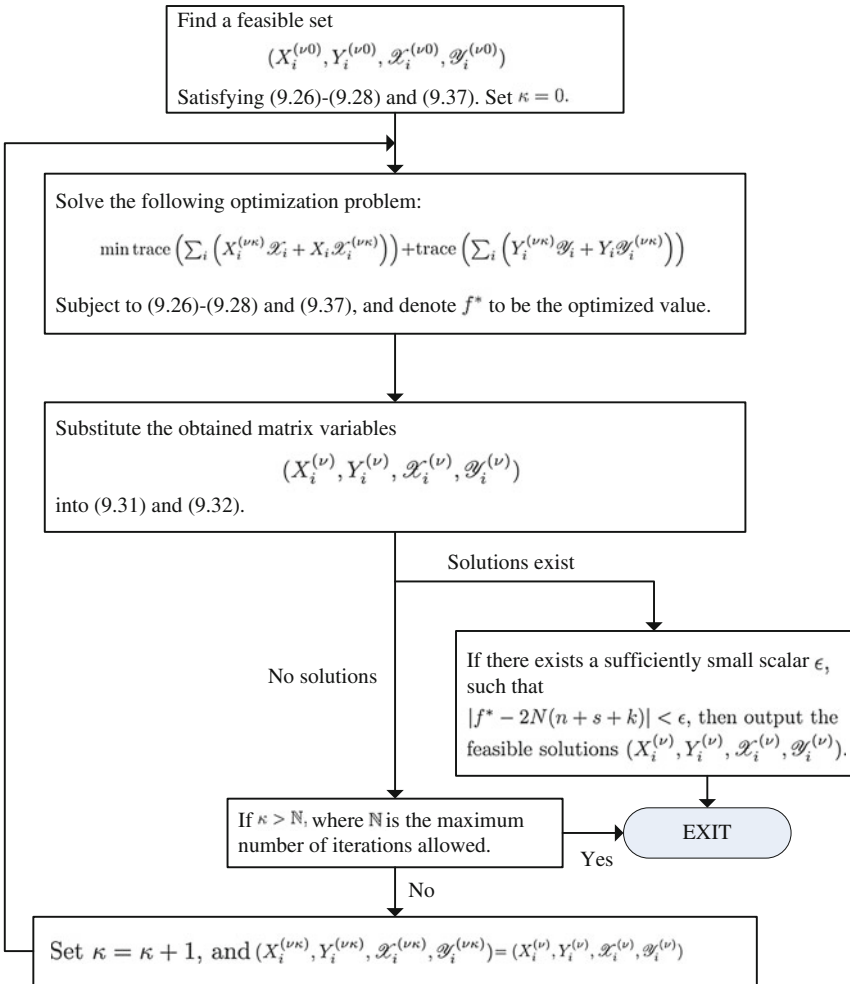 Find a feasible set
(X_i^{(ν0)}, Y_i^{(ν0)}, 𝒳_i^{(ν0)}, 𝒴_i^{(ν0)})
Satisfying (9.26)-(9.28) and (9.37). Set κ = 0.
Solve the following optimization problem:
min trace (∑_i (X_i^{(νκ)} 𝒳_i + X_i 𝒳_i^{(νκ)})) + trace (∑_i (Y_i^{(νκ)} 𝒴_i + Y_i 𝒴_i^{(νκ)}))
Subject to (9.26)-(9.28) and (9.37), and denote f* to be the optimized value.
Substitute the obtained matrix variables
(X_i^{(ν)}, Y_i^{(ν)}, 𝒳_i^{(ν)}, 𝒴_i^{(ν)})
into (9.31) and (9.32).
Solutions exist
No solutions
If there exists a sufficiently small scalar ϵ,
such that
|f* − 2N(n + s + k)| < ϵ, then output the
feasible solutions (X_i^{(ν)}, Y_i^{(ν)}, 𝒳_i^{(ν)}, 𝒴_i^{(ν)}).
If κ > ℕ, where ℕ is the maximum
number of iterations allowed.
Yes
EXIT
No
Set κ = κ + 1, and (X_i^{(νκ)}, Y_i^{(νκ)}, 𝒳_i^{(νκ)}, 𝒴_i^{(νκ)}) = (X_i^{(ν)}, Y_i^{(ν)}, 𝒳_i^{(ν)}, 𝒴_i^{(ν)})